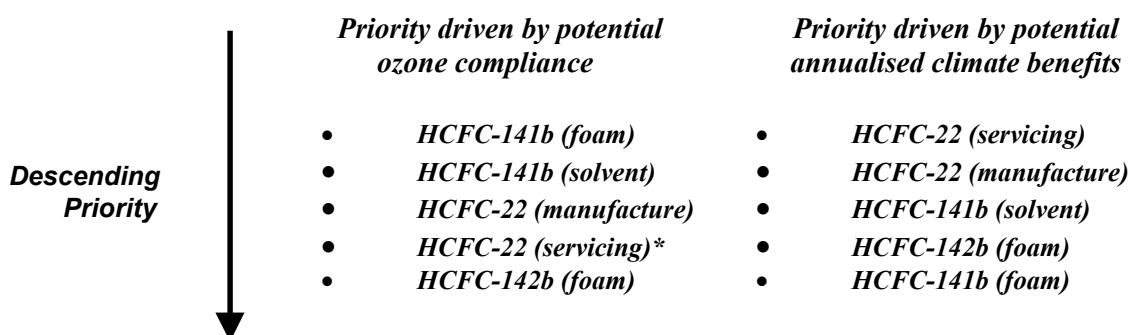 Priority driven by potential
ozone compliance
Priority driven by potential
annualised climate benefits
Descending
Priority
• HCFC-141b (foam)
• HCFC-141b (solvent)
• HCFC-22 (manufacture)
• HCFC-22 (servicing)*
• HCFC-142b (foam)
• HCFC-22 (servicing)
• HCFC-22 (manufacture)
• HCFC-141b (solvent)
• HCFC-142b (foam)
• HCFC-141b (foam)